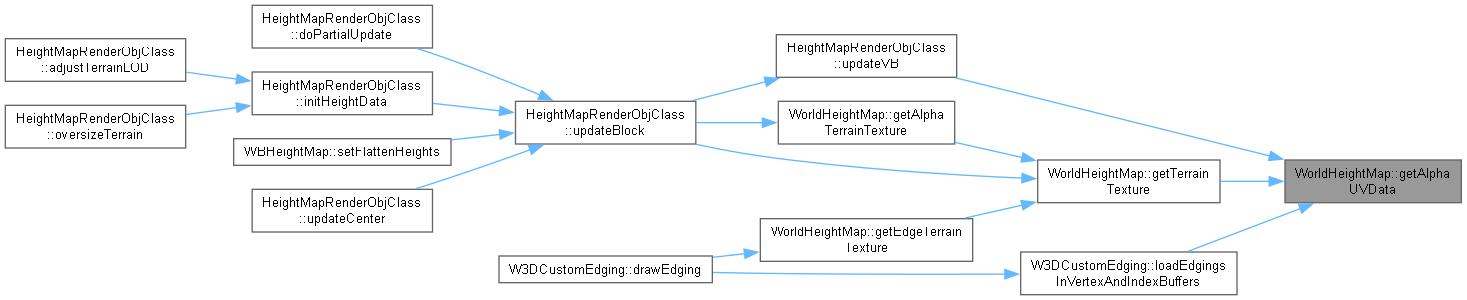 HeightMapRenderObjClass
::adjustTerrainLOD
HeightMapRenderObjClass
::oversizeTerrain
HeightMapRenderObjClass
::doPartialUpdate
HeightMapRenderObjClass
::initHeightData
WBHeightMap::setFlattenHeights
HeightMapRenderObjClass
::updateCenter
HeightMapRenderObjClass
::updateBlock
W3DCustomEdging::drawEdging
HeightMapRenderObjClass
::updateVB
WorldHeightMap::getAlpha
TerrainTexture
WorldHeightMap::getEdgeTerrain
Texture
WorldHeightMap::getTerrain
Texture
W3DCustomEdging::loadEdgings
InVertexAndIndexBuffers
WorldHeightMap::getAlpha
UVData